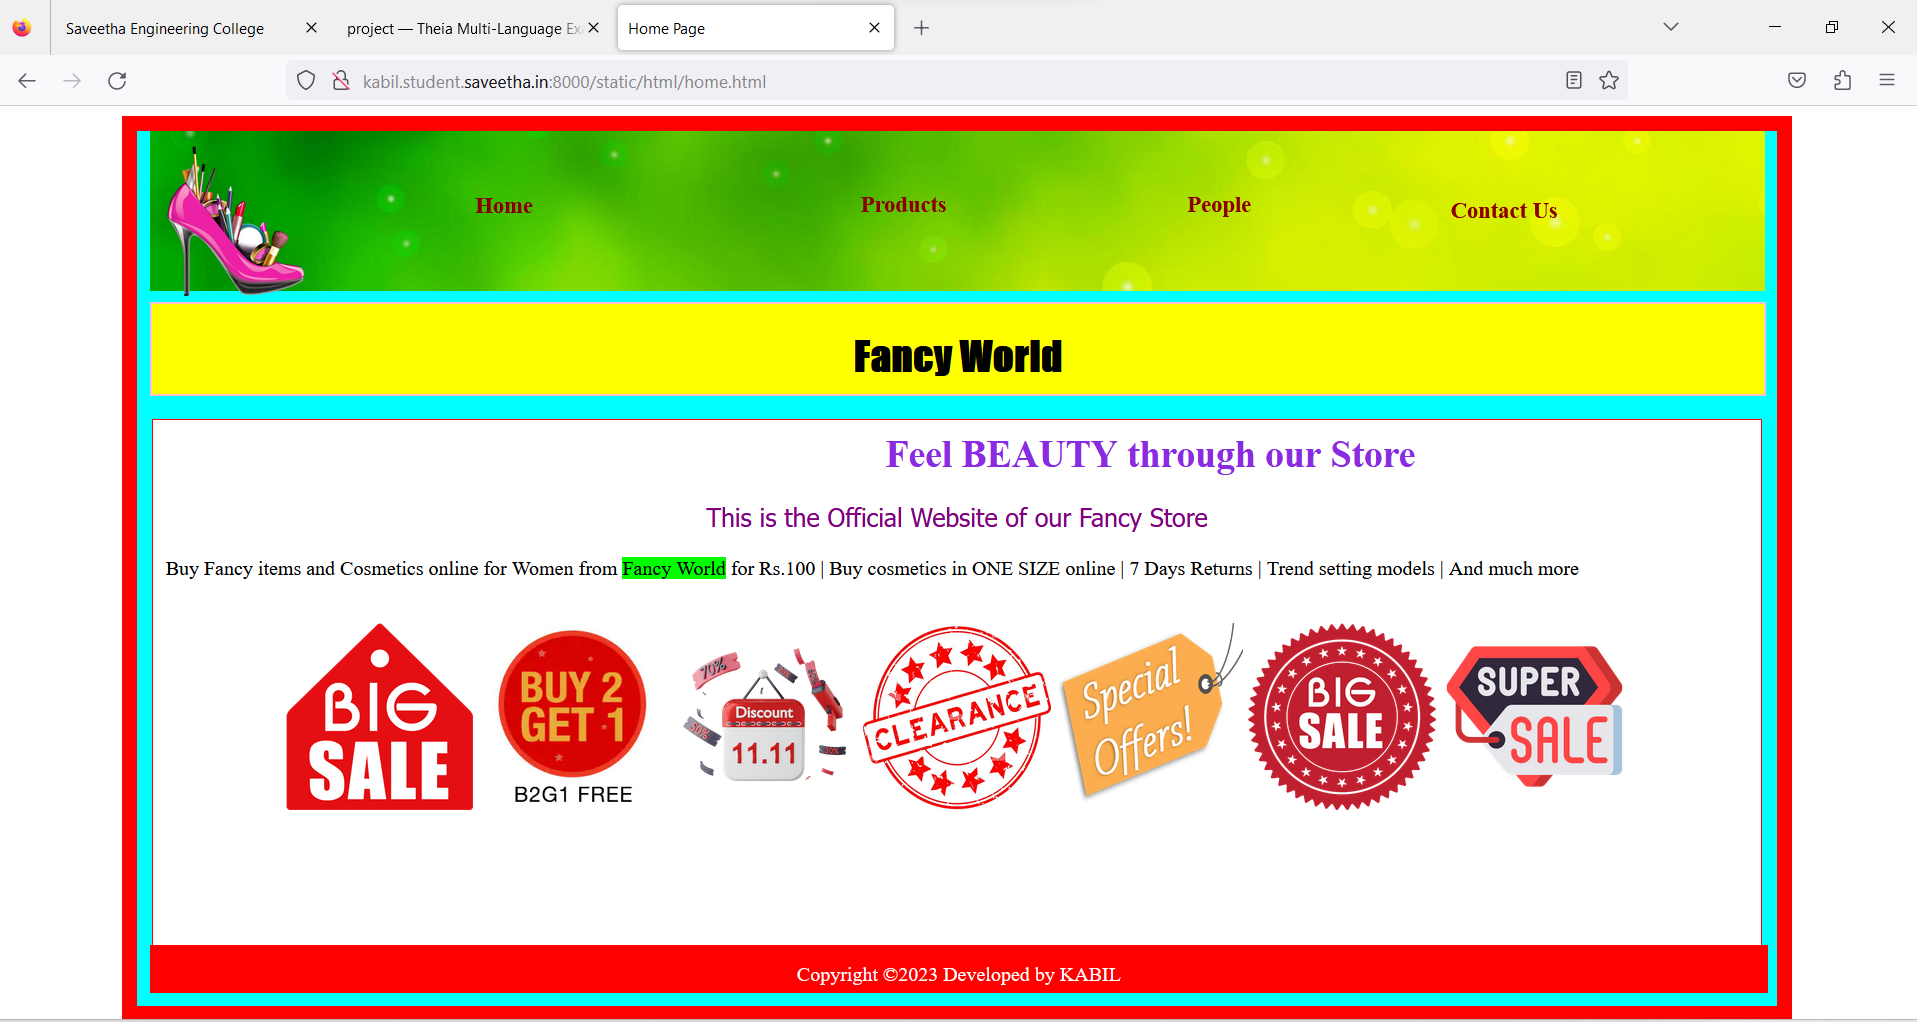 Saveetha Engineering College
project — Theia Multi-Language Exa
Home Page
kabil.student.saveetha.in:8000/static/html/home.html
Home
Products
People
Contact Us
Fancy World
Feel BEAUTY through our Store
This is the Official Website of our Fancy Store
Buy Fancy items and Cosmetics online for Women from Fancy World for Rs.100 | Buy cosmetics in ONE SIZE online | 7 Days Returns | Trend setting models | And much more
BIG
SALE
BUY 2
GET 1
B2G1 FREE
70%
50%
Discount
11.11
CLEARANCE
Special
Offers!
BIG
SALE
SUPER
SALE
Copyright ©2023 Developed by KABIL